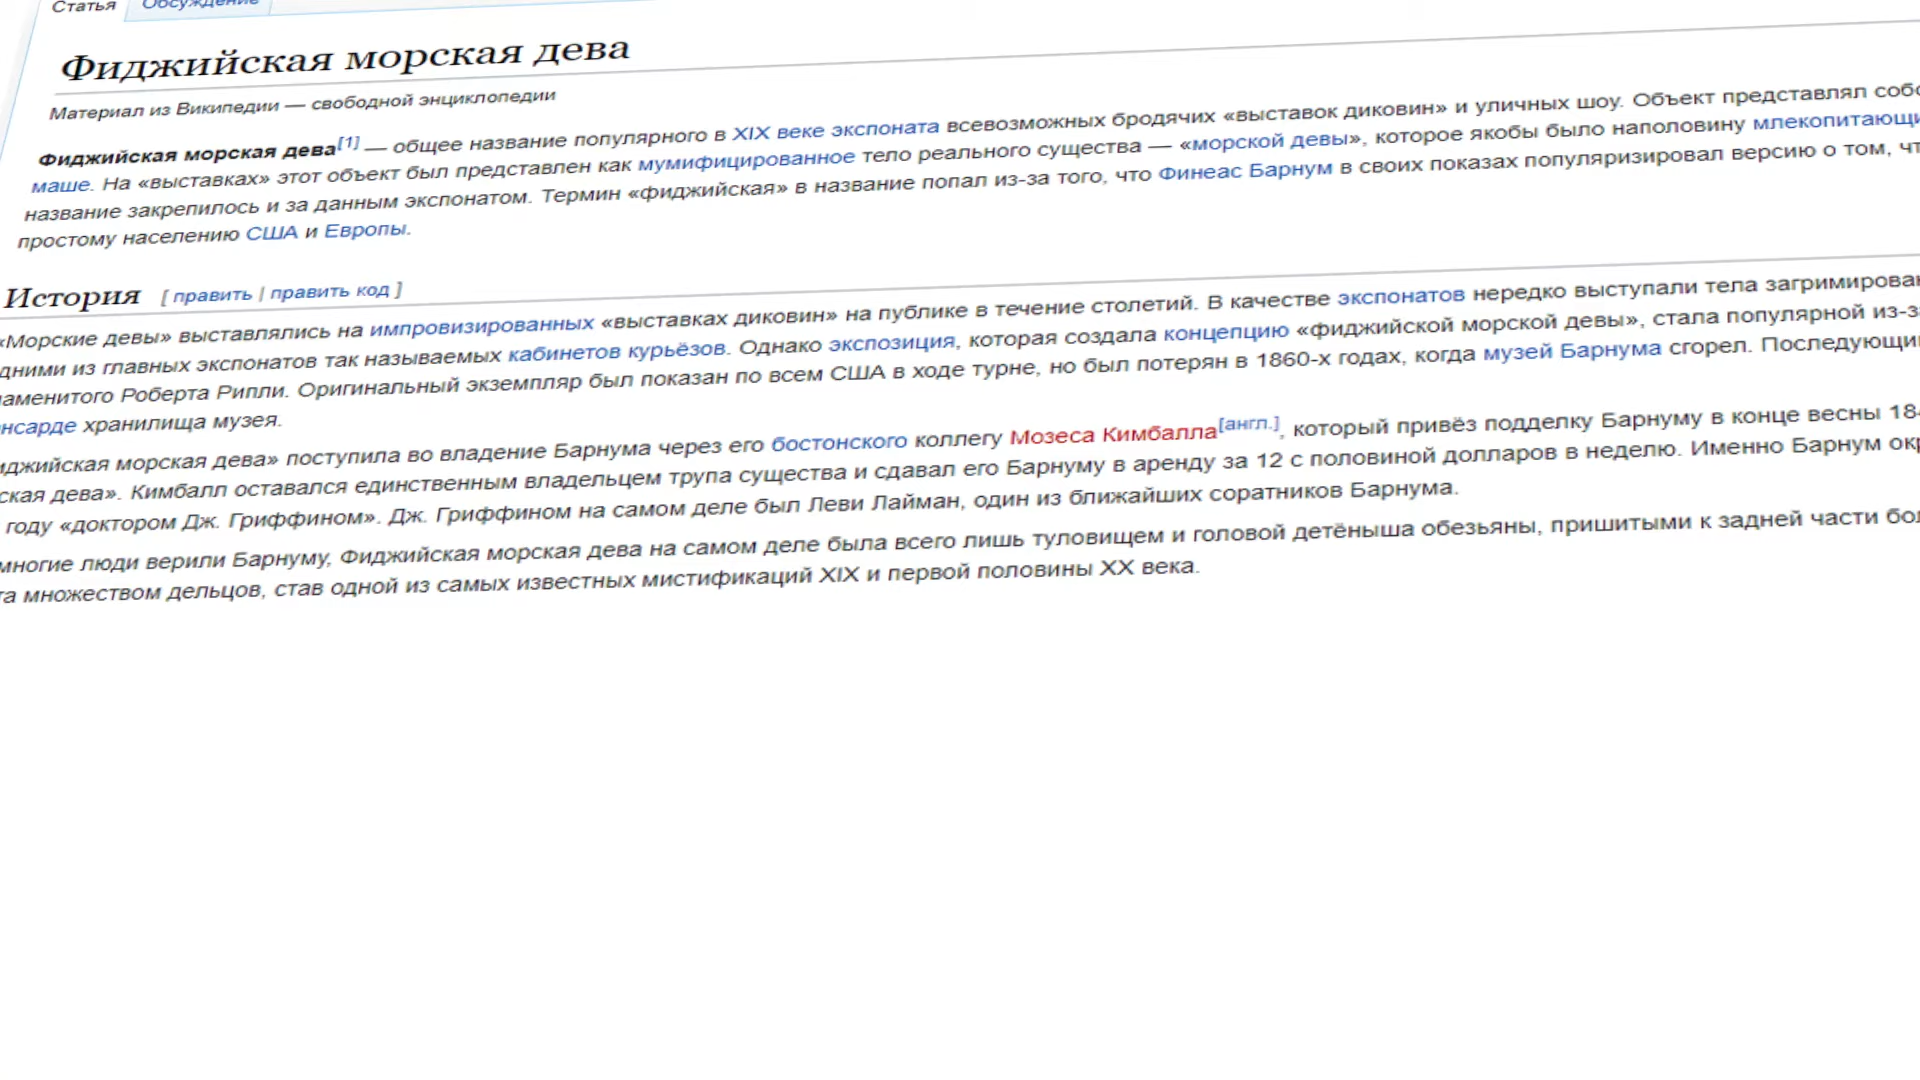 Статья Обсуждение
Фиджийская морская дева
Материал из Википедии — свободной энциклопедии
Фиджийская морская дева[1] — общее название популярного в XIX веке экспоната всевозможных бродячих «выставок диковин» и уличных шоу. Объект представлял собо
маше. На «выставках» этот объект был представлен как мумифицированное тело реального существа — «морской девы», которое якобы было наполовину млекопитающи
название закрепилось и за данным экспонатом. Термин «фиджийская» в название попал из-за того, что Финеас Барнум в своих показах популяризировал версию о том, чт
простому населению США и Европы.
История [ править | править код ]
«Морские девы» выставлялись на импровизированных «выставках диковин» на публике в течение столетий. В качестве экспонатов нередко выступали тела загримирован
дними из главных экспонатов так называемых кабинетов курьёзов. Однако экспозиция, которая создала концепцию «фиджийской морской девы», стала популярной из-з
аменитого Роберта Рипли. Оригинальный экземпляр был показан по всем США в ходе турне, но был потерян в 1860-х годах, когда музей Барнума сгорел. Последующи
нсарде хранилища музея.
иджийская морская дева» поступила во владение Барнума через его бостонского коллегу Мозеса Кимбалла[англ.], который привёз подделку Барнуму в конце весны 184
ская дева». Кимбалл оставался единственным владельцем трупа существа и сдавал его Барнуму в аренду за 12 с половиной долларов в неделю. Именно Барнум окр
году «доктором Дж. Гриффином». Дж. Гриффином на самом деле был Леви Лайман, один из ближайших соратников Барнума.
многие люди верили Барнуму, Фиджийская морская дева на самом деле была всего лишь туловищем и головой детёныша обезьяны, пришитыми к задней части бол
та множеством дельцов, став одной из самых известных мистификаций XIX и первой половины XX века.